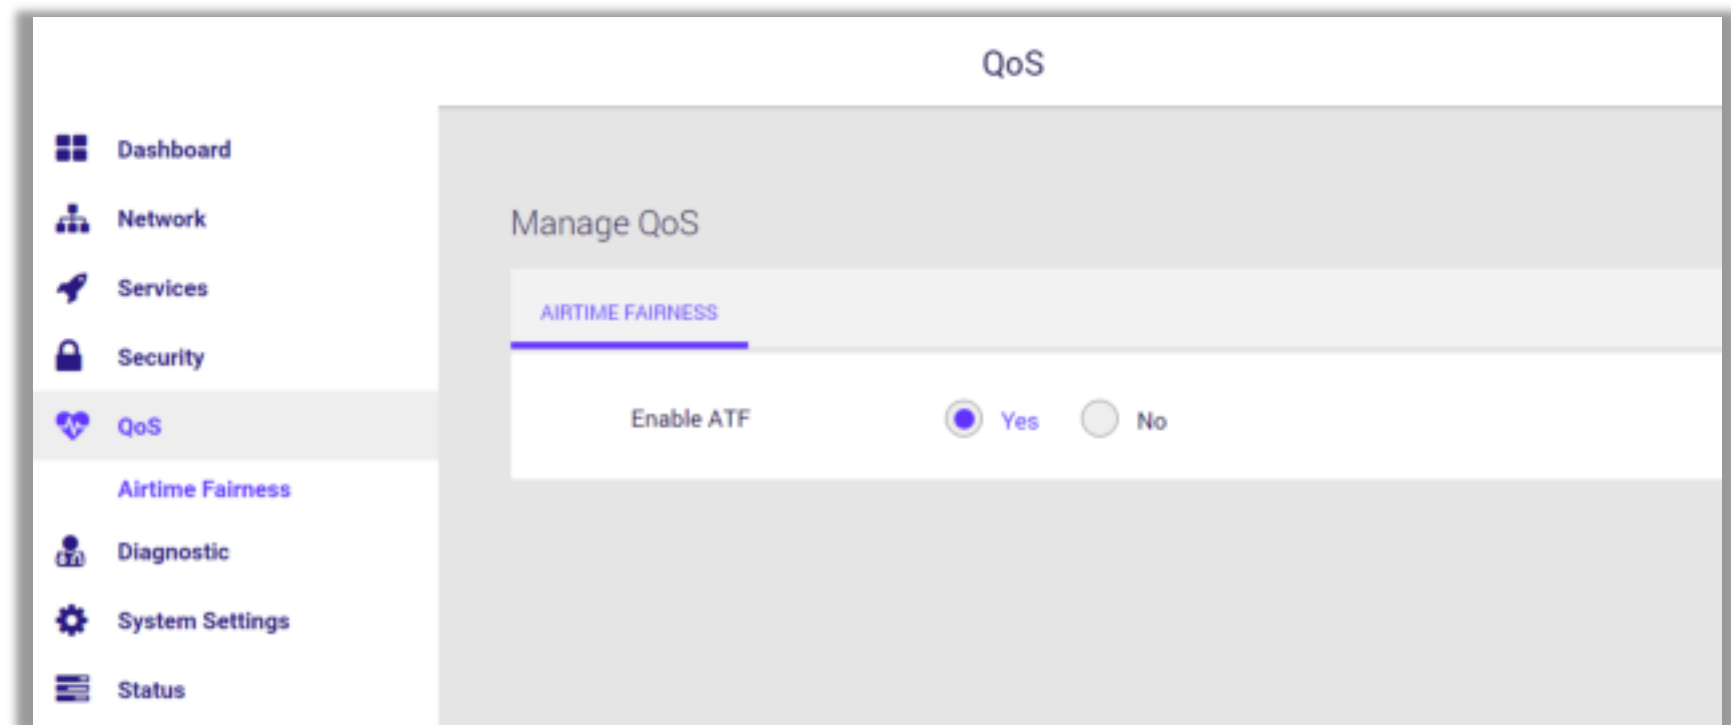 QoS
Dashboard
Network
Services
Security
QoS
Airtime Fairness
Diagnostic
System Settings
Status
Manage QoS
AIRTIME FAIRNESS
Enable ATF Yes No